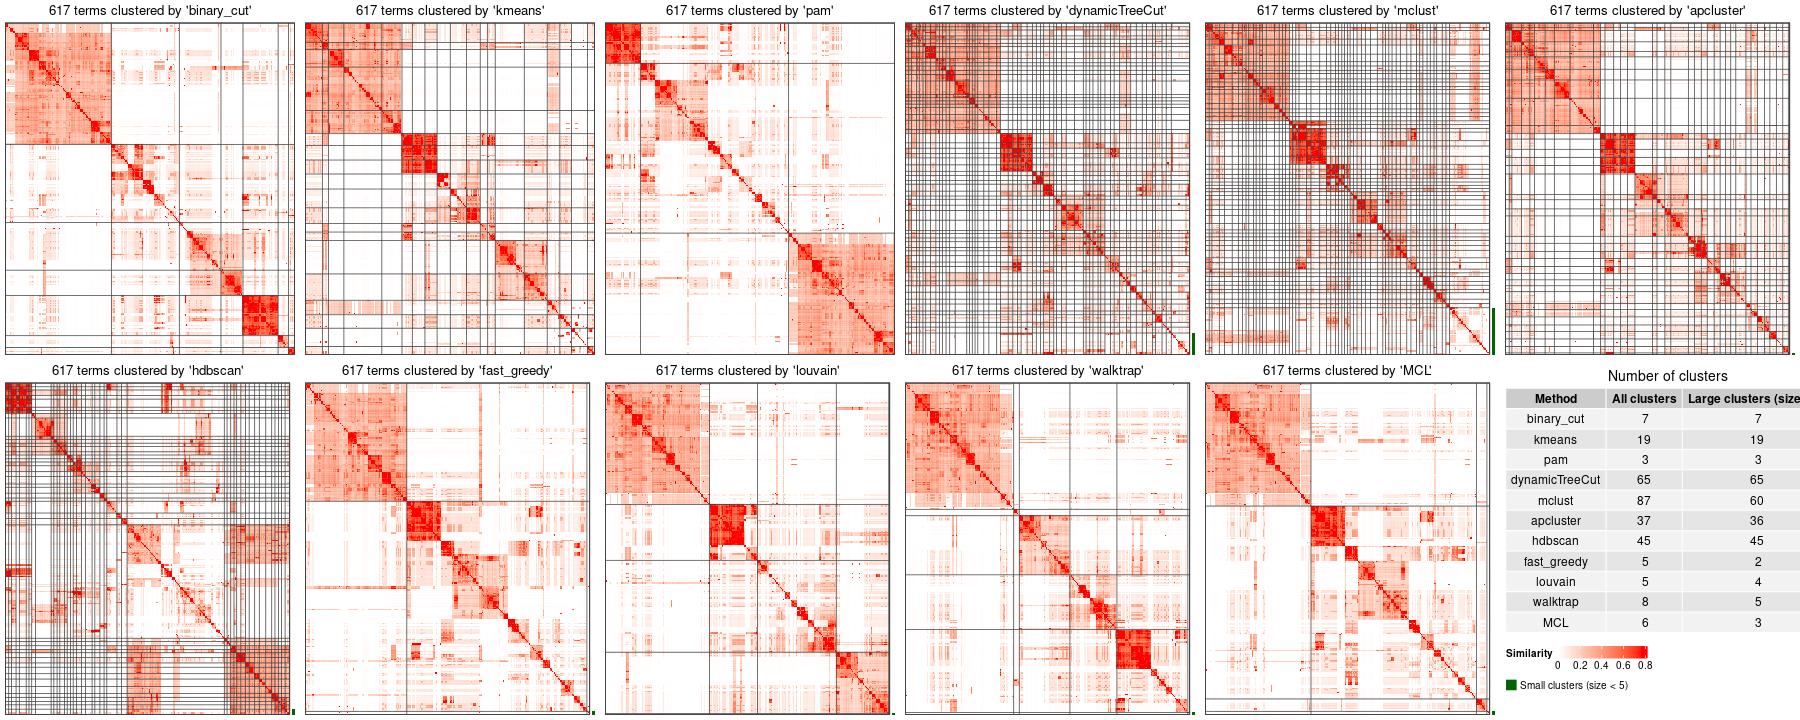 617 terms clustered by 'binary_cut'
617 terms clustered by 'kmeans'
617 terms clustered by 'pam'
617 terms clustered by 'dynamicTreeCut'
617 terms clustered by 'mclust'
617 terms clustered by 'apcluster'
617 terms clustered by 'hdbscan'
617 terms clustered by 'fast_greedy'
617 terms clustered by 'louvain'
617 terms clustered by 'walktrap'
617 terms clustered by 'MCL'
Number of clusters
Method All clusters Large clusters (size
binary_cut 7 7
kmeans 19 19
pam 3 3
dynamicTreeCut 65 65
mclust 87 60
apcluster 37 36
hdbscan 45 45
fast_greedy 5 2
louvain 5 4
walktrap 8 5
MCL 6 3
Similarity
0 0.2 0.4 0.6 0.8
Small clusters (size < 5)